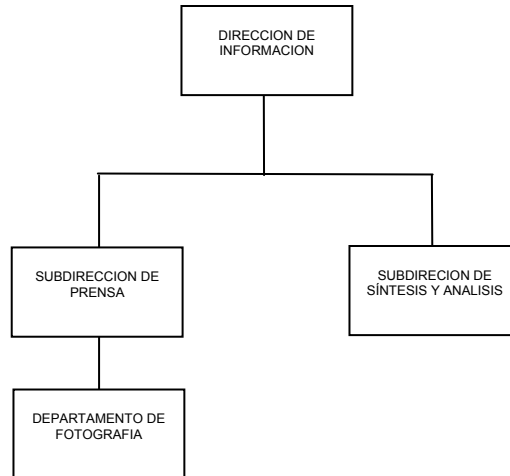 DIRECCION DE
INFORMACION
SUBDIRECCION DE
PRENSA
SUBDIRECION DE
SÍNTESIS Y ANALISIS
DEPARTAMENTO DE
FOTOGRAFIA